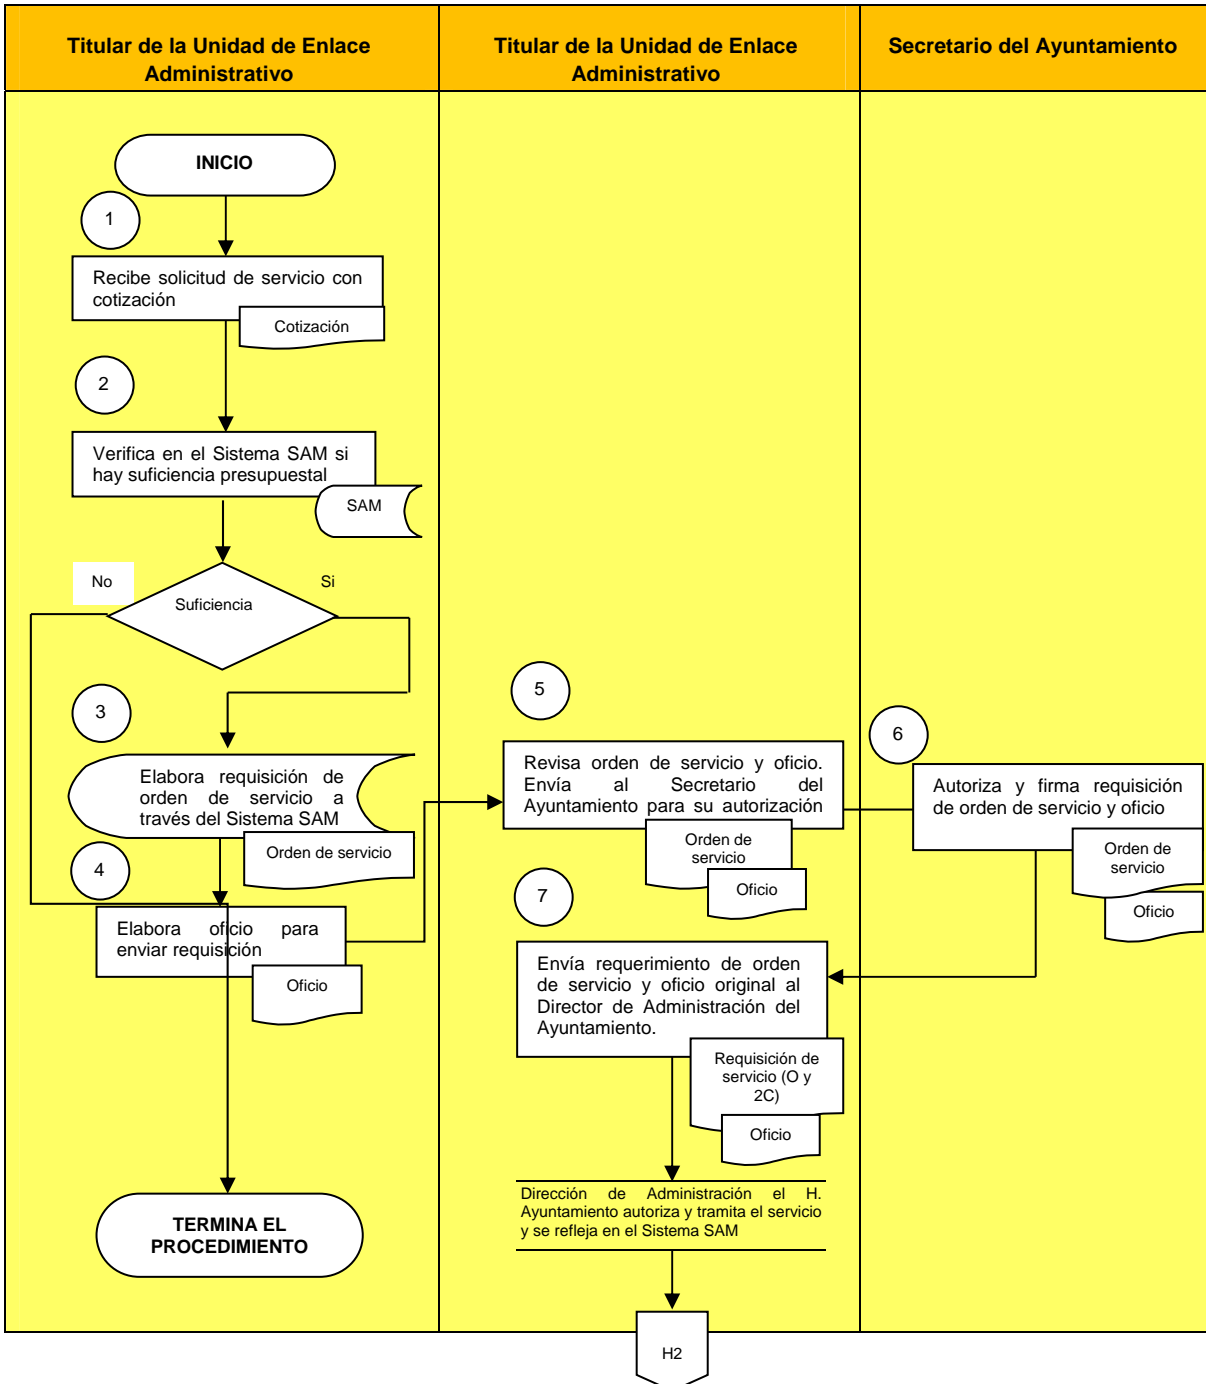 Titular de la Unidad de Enlace
Administrativo
Titular de la Unidad de Enlace
Administrativo
Secretario del Ayuntamiento
INICIO
1
Recibe solicitud de servicio con
cotización
Cotización
2
Verifica en el Sistema SAM si
hay suficiencia presupuestal
SAM
No
Si
Suficiencia
3
Elabora requisición de
orden de servicio a
través del Sistema SAM
Orden de servicio
4
Elabora oficio para
enviar requisición
Oficio
TERMINA EL
PROCEDIMIENTO
5
Revisa orden de servicio y oficio.
Envía al Secretario del
Ayuntamiento para su autorización
Orden de
servicio
Oficio
6
Autoriza y firma requisición
de orden de servicio y oficio
Orden de
servicio
Oficio
7
Envía requerimiento de orden
de servicio y oficio original al
Director de Administración del
Ayuntamiento.
Requisición de
servicio (O y
2C)
Oficio
Dirección de Administración el H.
Ayuntamiento autoriza y tramita el servicio
y se refleja en el Sistema SAM
H2